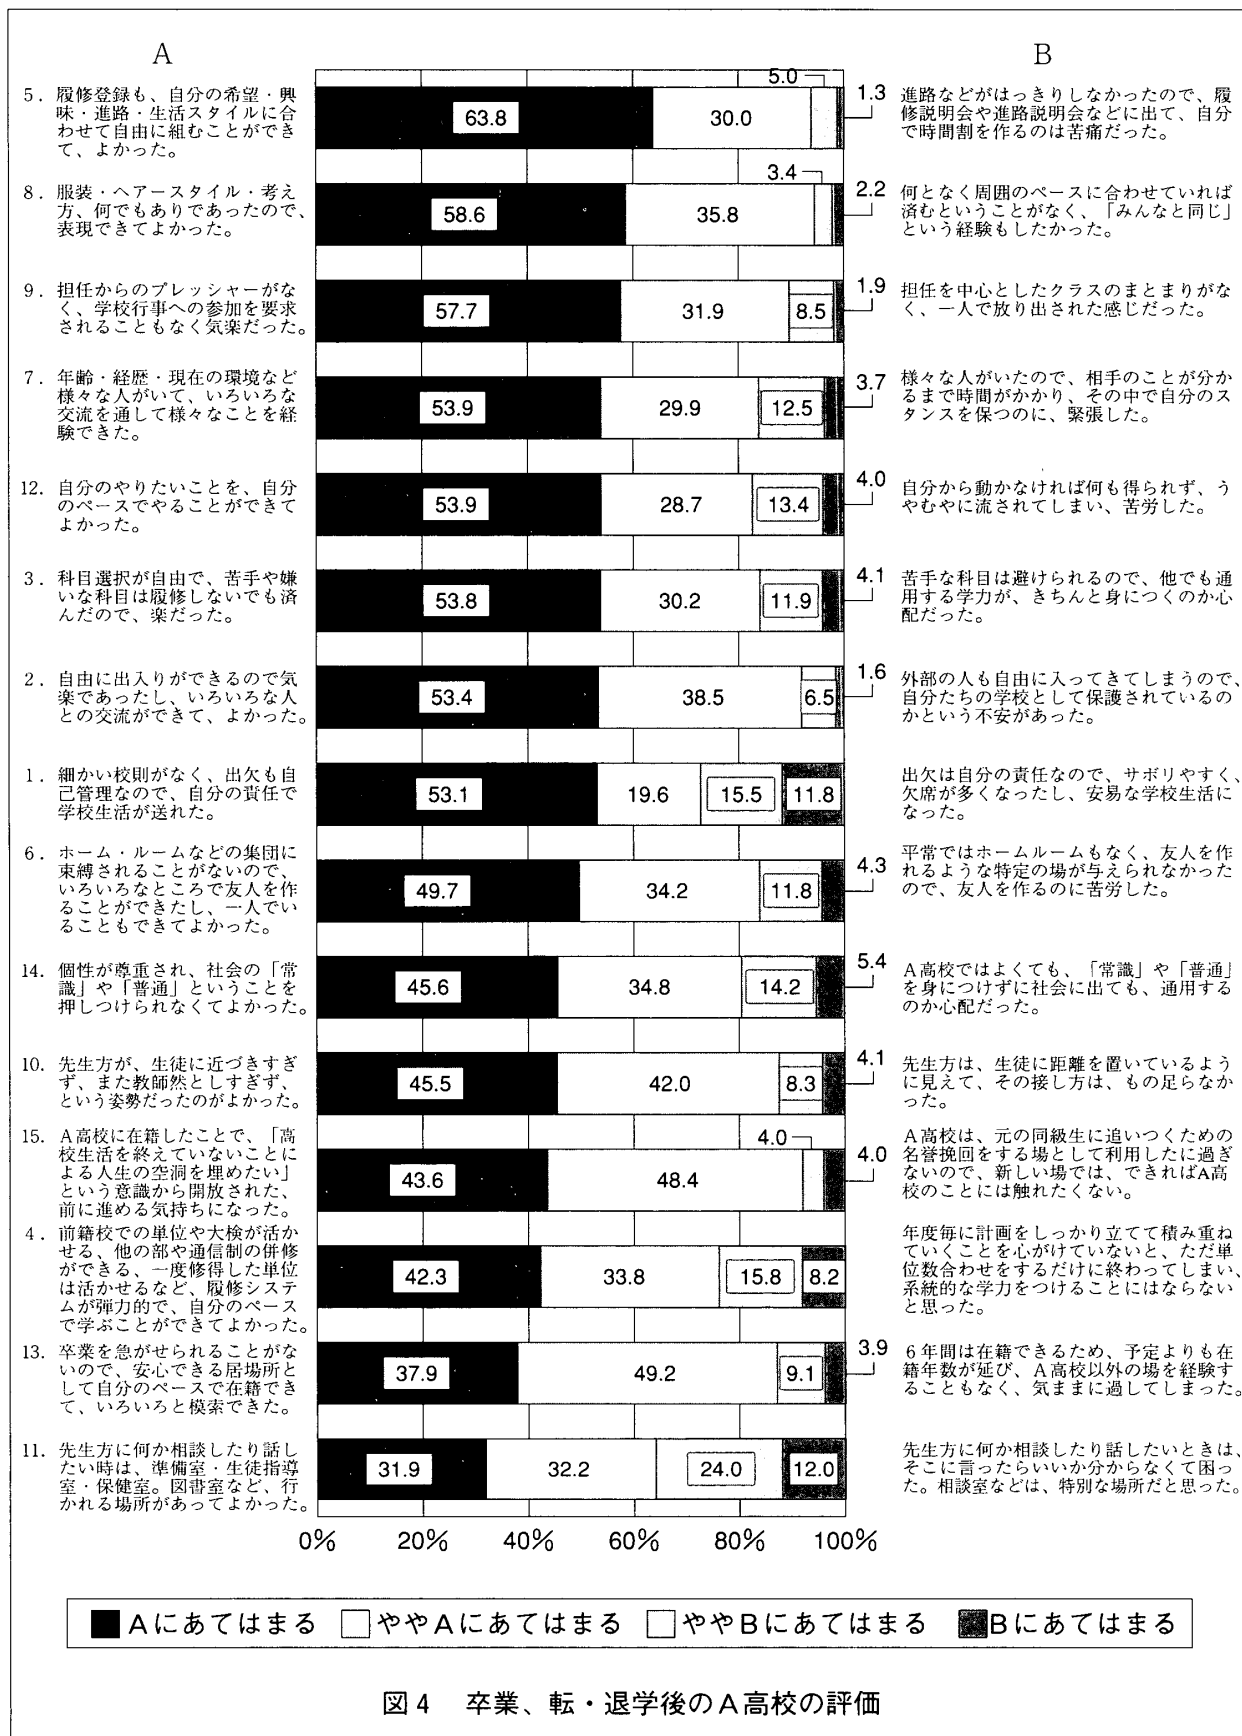 A
B
5. 履修登録も、自分の希望・興
味・進路・生活スタイルに合
わせて自由に組むことができ
て、よかった。
63.8
30.0
5.0
1.3
進路などがはっきりしなかったので、履
修説明会や進路説明会などに出て、自分
で時間割を作るのは苦痛だった。
8. 服装・ヘアースタイル・考え
方、何でもありであったので、
表現できてよかった。
58.6
35.8
3.4
2.2
何となく周囲のペースに合わせていれば
済むということがなく、「みんなと同じ」
という経験もしたかった。
9. 担任からのプレッシャーがな
く、学校行事への参加を要求
されることもなく気楽だった。
57.7
31.9
8.5
1.9
担任を中心としたクラスのまとまりがな
く、一人で放り出された感じだった。
7. 年齢・経歴・現在の環境など
様々な人がいて、いろいろな
交流を通して様々なことを経
験できた。
53.9
29.9
12.5
3.7
様々な人がいたので、相手のことが分か
るまで時間がかかり、その中で自分のス
タンスを保つのに、緊張した。
12. 自分のやりたいことを、自分
のペースでやることができて
よかった。
53.9
28.7
13.4
4.0
自分から動かなければ何も得られず、う
やむやに流されてしまい、苦労した。
3. 科目選択が自由で、苦手や嫌
いな科目は履修しないでも済
んだので、楽だった。
53.8
30.2
11.9
4.1
苦手な科目は避けられるので、他でも通
用する学力が、きちんと身につくのか心
配だった。
2. 自由に出入りができるので気
楽であったし、いろいろな人
との交流ができて、よかった。
53.4
38.5
6.5
1.6
外部の人も自由に入ってきてしまうので、
自分たちの学校として保護されているの
かという不安があった。
1. 細かい校則がなく、出欠も自
己管理なので、自分の責任で
学校生活が送れた。
53.1
19.6
15.5
11.8
出欠は自分の責任なので、サボリやすく、
欠席が多くなったし、安易な学校生活に
なった。
6. ホーム・ルームなどの集団に
束縛されることがないので、
いろいろなところで友人を作
ることができたし、一人でい
ることもできてよかった。
49.7
34.2
11.8
4.3
平常ではホームルームもなく、友人を作
れるような特定の場が与えられなかった
ので、友人を作るのに苦労した。
14. 個性が尊重され、社会の「常
識」や「普通」ということを
押しつけられなくてよかった。
45.6
34.8
14.2
5.4
A高校ではよくても、「常識」や「普通」
を身につけずに社会に出ても、通用する
のか心配だった。
10. 先生方が、生徒に近づきすぎ
ず、また教師然としすぎず、
という姿勢だったのがよかった。
45.5
42.0
8.3
4.1
先生方は、生徒に距離を置いているよう
に見えて、その接し方は、もの足らなか
った。
15. A高校に在籍したことで、「高
校生活を終えていないことに
よる人生の空洞を埋めたい」
という意識から開放された、
前に進める気持ちになった。
43.6
48.4
4.0
4.0
A高校は、元の同級生に追いつくための
名誉挽回をする場として利用したに過ぎ
ないので、新しい場では、できればA高
校のことには触れたくない。
4. 前籍校での単位や大検が活か
せる、他の部や通信制の併修
ができる、一度修得した単位
は活かせるなど、履修システ
ムが弾力的で、自分のペース
で学ぶことができてよかった。
42.3
33.8
15.8
8.2
年度毎に計画をしっかり立てて積み重ね
ていくことを心がけていないと、ただ単
位数合わせをするだけに終わってしまい、
系統的な学力をつけることにはならない
と思った。
13. 卒業を急がせられることがな
いので、安心できる居場所と
して自分のペースで在籍でき
て、いろいろと模索できた。
37.9
49.2
9.1
3.9
6年間は在籍できるため、予定よりも在
籍年数が延び、A高校以外の場を経験す
ることもなく、気ままに過してしまった。
11. 先生方に何か相談したり話し
たい時は、準備室・生徒指導
室・保健室。図書室など、行
かれる場所があってよかった。
31.9
32.2
24.0
12.0
先生方に何か相談したり話したいときは、
そこに言ったらいいか分からなくて困っ
た。相談室などは、特別な場所だと思った。
0% 20% 40% 60% 80% 100%
Aにあてはまる ややAにあてはまる ややBにあてはまる Bにあてはまる
図4 卒業、転・退学後のA高校の評価